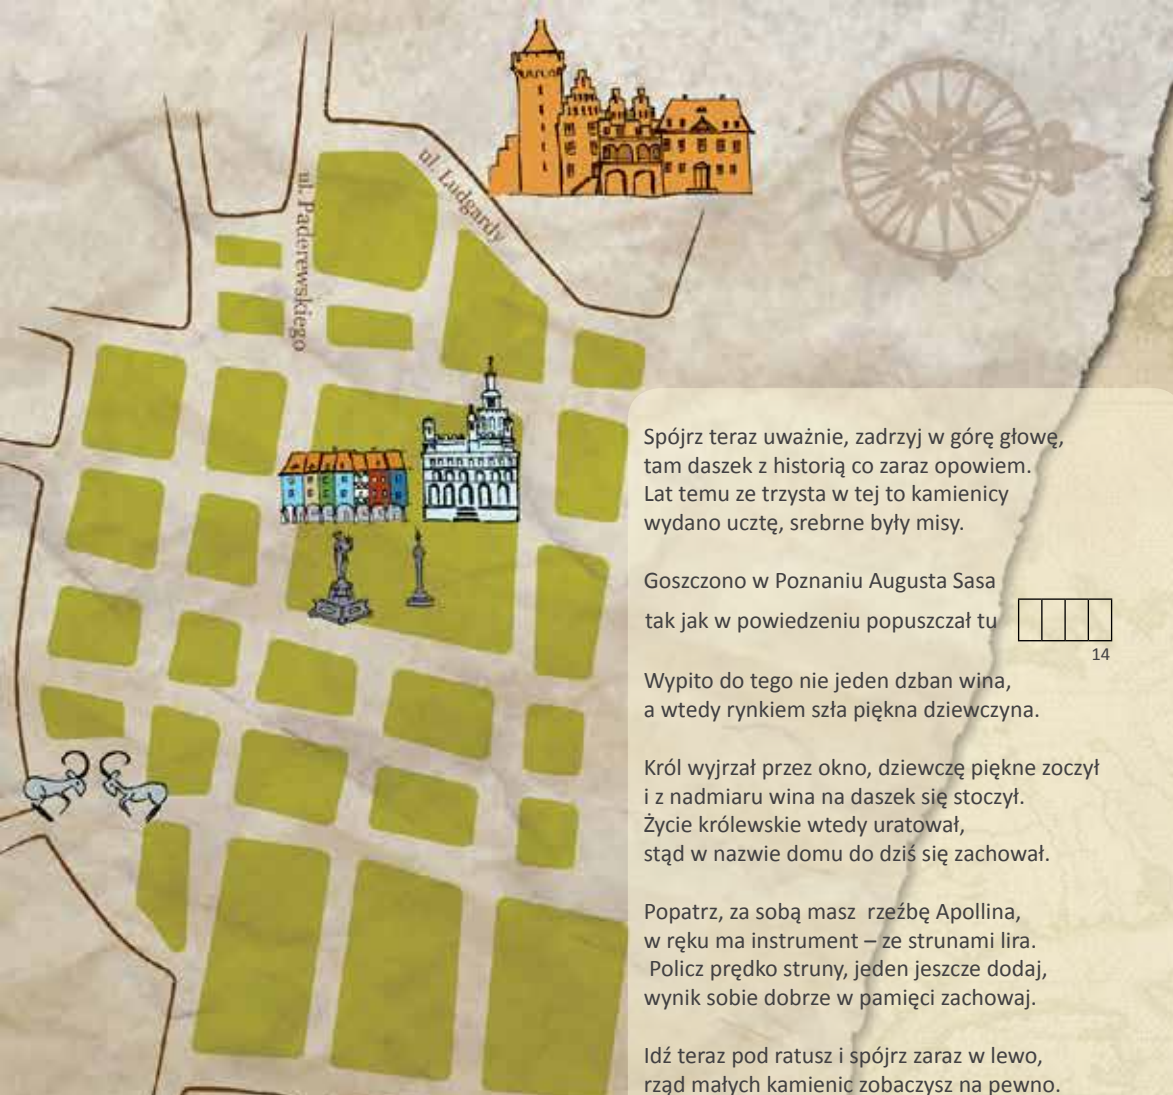 ul. Ludgardy
ul. Paderewskiego
Spójrz teraz uważnie, zadrzyj w górę głowę,
tam daszek z historią co zaraz opowiem.
Lat temu ze trzysta w tej to kamienicy
wydano ucztę, srebrne były misy.
Goszczono w Poznaniu Augusta Sasa
tak jak w powiedzeniu popuszczał tu
14
Wypito do tego nie jeden dzban wina,
a wtedy rynkiem szła piękna dziewczyna.
Król wyjrzał przez okno, dziewczę piękne zoczył
i z nadmiaru wina na daszek się stoczył.
Życie królewskie wtedy uratował,
stąd w nazwie domu do dziś się zachował.
Popatrz, za sobą masz rzeźbę Apollina,
w ręku ma instrument – ze strunami lira.
Policz prędko struny, jeden jeszcze dodaj,
wynik sobie dobrze w pamięci zachowaj.
Idź teraz pod ratusz i spójrz zaraz w lewo,
rząd małych kamienic zobaczysz na pewno.